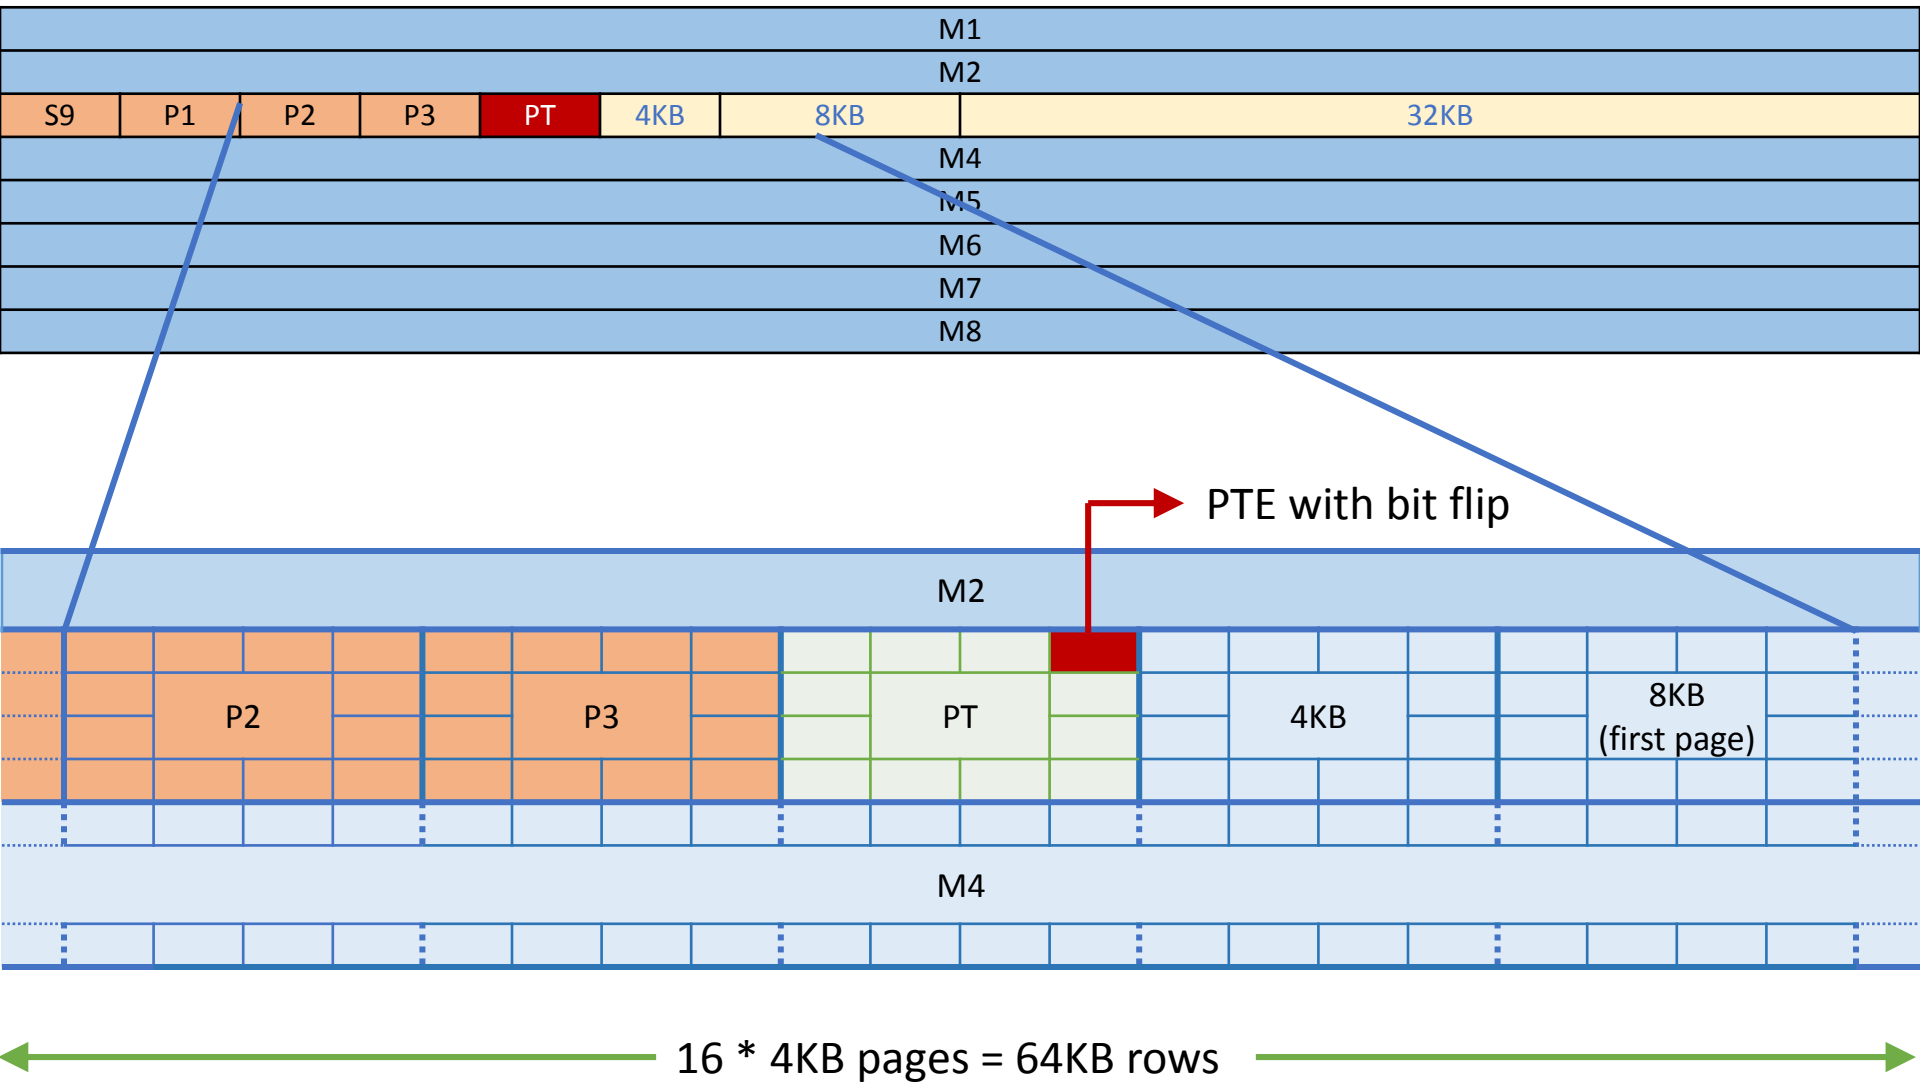 M1
M2
S9 P1 P2 P3 PT 4KB 8KB 32KB
M4
M5
M6
M7
M8
PTE with bit flip
M2
P2 P3 PT 4KB 8KB
(first page)
M4
16 * 4KB pages = 64KB rows